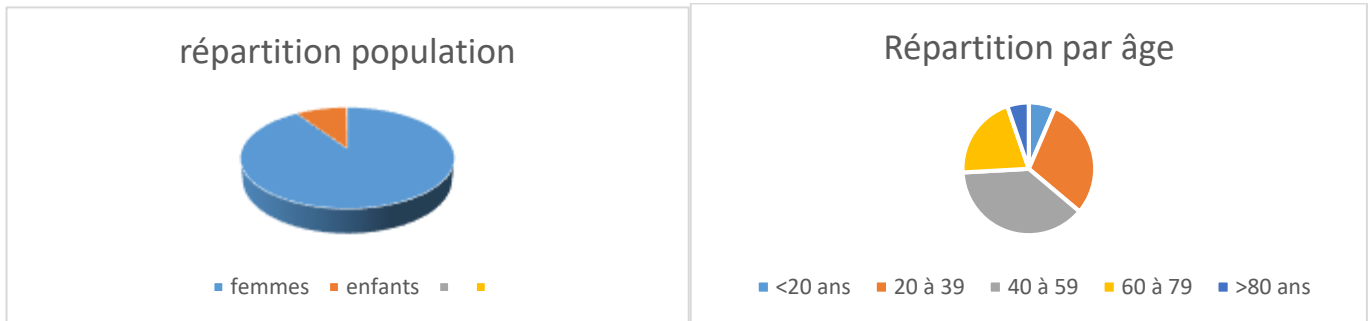 répartition population
femmes enfants
Répartition par âge
<20 ans 20 à 39 40 à 59 60 à 79 >80 ans